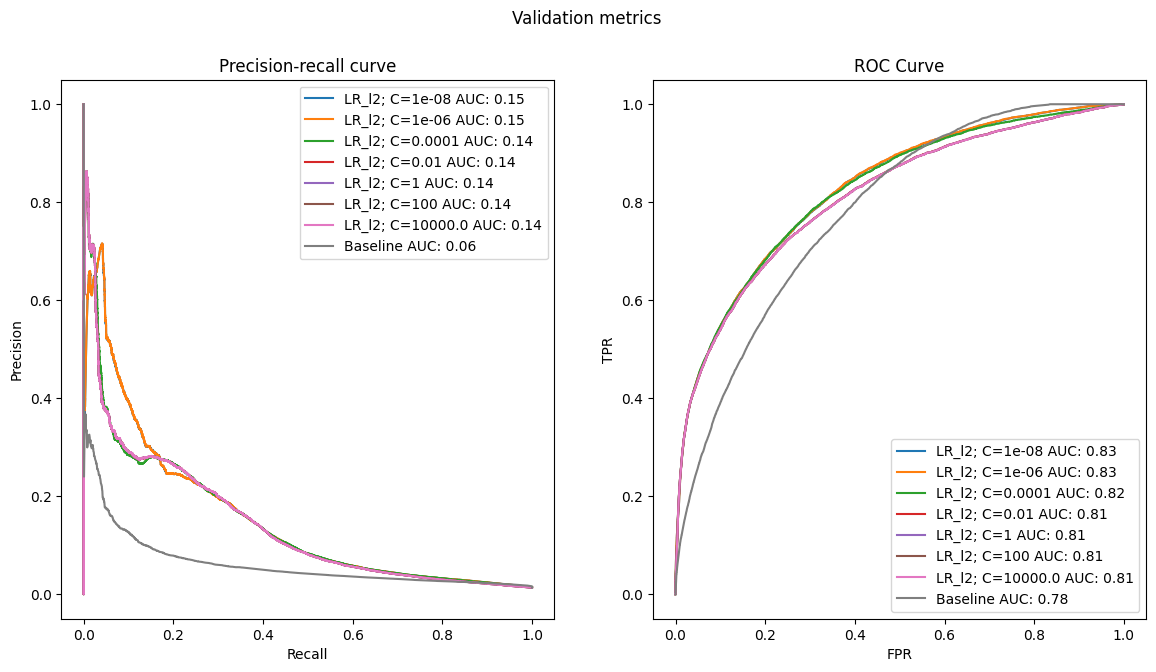 Validation metrics
Precision-recall curve
LR_l2; C=1e-08 AUC: 0.15
LR_l2; C=1e-06 AUC: 0.15
LR_l2; C=0.0001 AUC: 0.14
LR_l2; C=0.01 AUC: 0.14
LR_l2; C=1 AUC: 0.14
LR_l2; C=100 AUC: 0.14
LR_l2; C=10000.0 AUC: 0.14
Baseline AUC: 0.06
1.0
0.8
0.6
0.4
0.2
0.0
Precision
0.0 0.2 0.4 0.6 0.8 1.0
Recall
ROC Curve
1.0
0.8
0.6
0.4
0.2
0.0
TPR
LR_l2; C=1e-08 AUC: 0.83
LR_l2; C=1e-06 AUC: 0.83
LR_l2; C=0.0001 AUC: 0.82
LR_l2; C=0.01 AUC: 0.81
LR_l2; C=1 AUC: 0.81
LR_l2; C=100 AUC: 0.81
LR_l2; C=10000.0 AUC: 0.81
Baseline AUC: 0.78
0.0 0.2 0.4 0.6 0.8 1.0
FPR